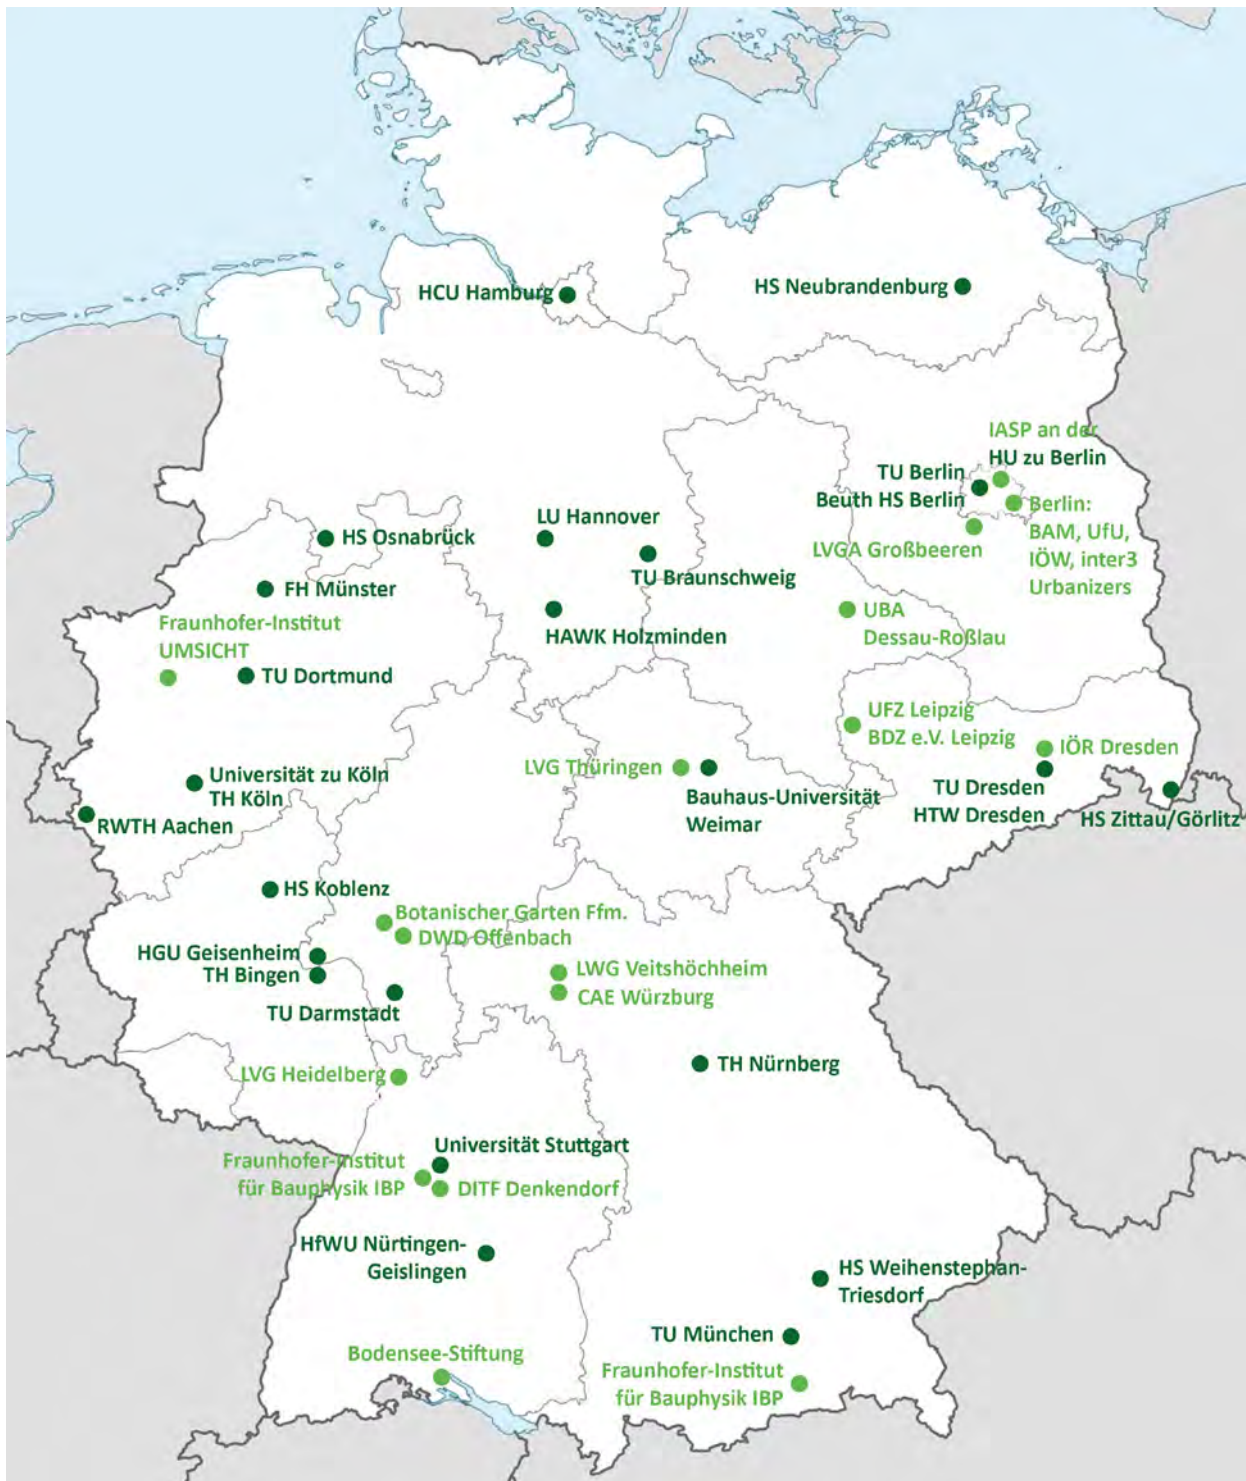 HCU Hamburg
HS Neubrandenburg
IASP an der
HU zu Berlin
TU Berlin
Beuth HS Berlin
Berlin:
BAM, UfU,
IÖW, inter3
Urbanizers
LVGA Großbeeren
HS Osnabrück
LU Hannover
TU Braunschweig
FH Münster
HAWK Holzminden
UBA
Dessau-Roßlau
Fraunhofer-Institut
UMSICHT
TU Dortmund
UFZ Leipzig
BDZ e.V. Leipzig
IÖR Dresden
TU Dresden
HTW Dresden
HS Zittau/Görlitz
LVG Thüringen
Bauhaus-Universität
Weimar
Universität zu Köln
TH Köln
RWTH Aachen
HS Koblenz
Botanischer Garten Ffm.
DWD Offenbach
HGU Geisenheim
TH Bingen
TU Darmstadt
LWG Veitshöchheim
CAE Würzburg
TH Nürnberg
LVG Heidelberg
Universität Stuttgart
Fraunhofer-Institut
für Bauphysik IBP
DITF Denkendorf
HfWU Nürtingen-
Geislingen
HS Weihenstephan-
Triesdorf
TU München
Bodensee-Stiftung
Fraunhofer-Institut
für Bauphysik IBP